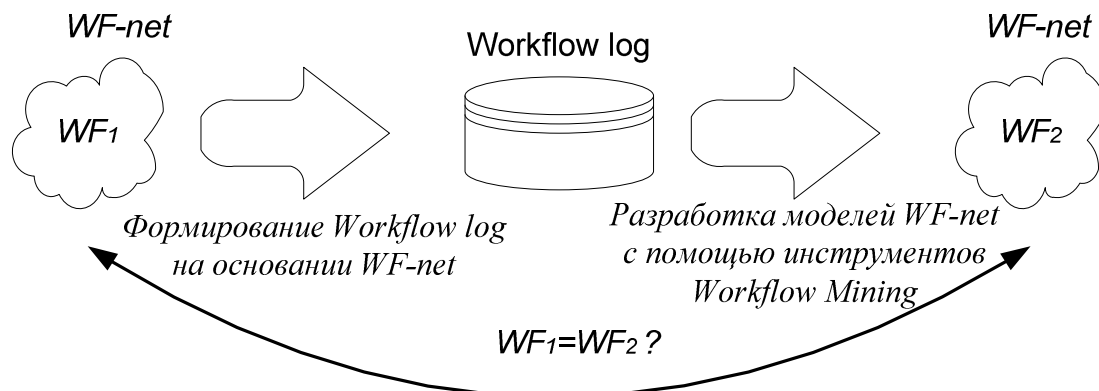 WF-net
Workflow log
WF-net
WF1
WF2
Формирование Workflow log
на основании WF-net
Разработка моделей WF-net
с помощью инструментов
Workflow Mining
WF1=WF2 ?